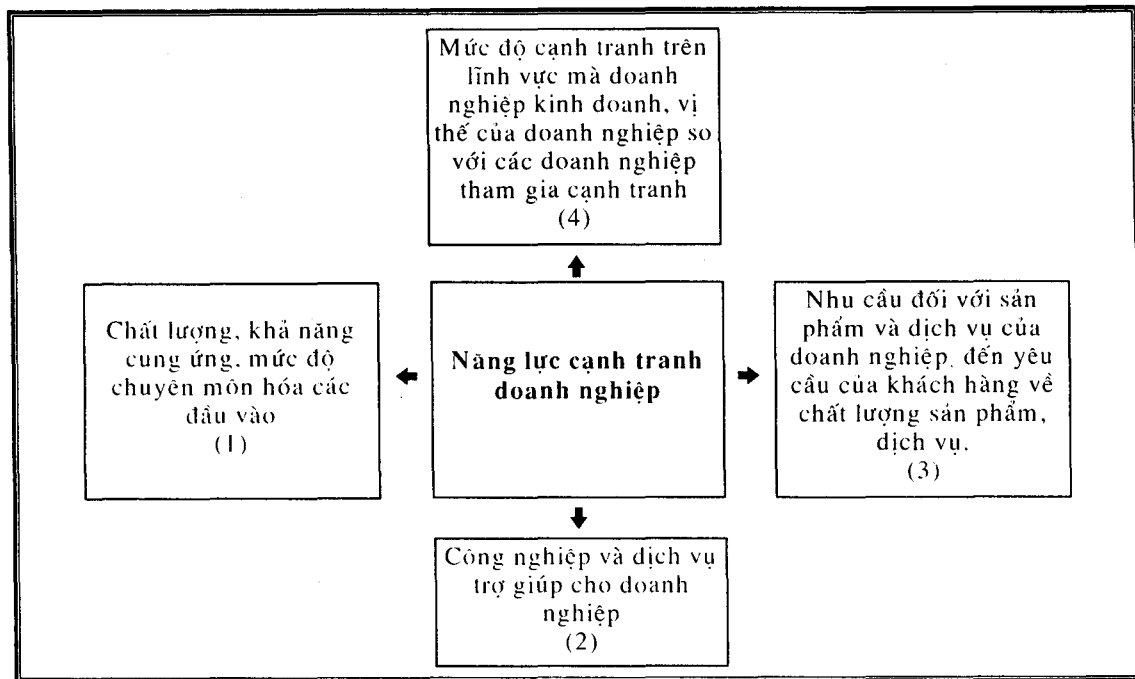 Mức độ cạnh tranh trên
lĩnh vực mà doanh
nghiệp kinh doanh, vị
thế của doanh nghiệp so
với các doanh nghiệp
tham gia cạnh tranh
(4)
Chất lượng, khả năng
cung ứng, mức độ
chuyên môn hóa các
đầu vào
(1)
Năng lực cạnh tranh
doanh nghiệp
Nhu cầu đối với sản
phẩm và dịch vụ của
doanh nghiệp, đến yêu
cầu của khách hàng về
chất lượng sản phẩm,
dịch vụ.
(3)
Công nghiệp và dịch vụ
trợ giúp cho doanh
nghiệp
(2)